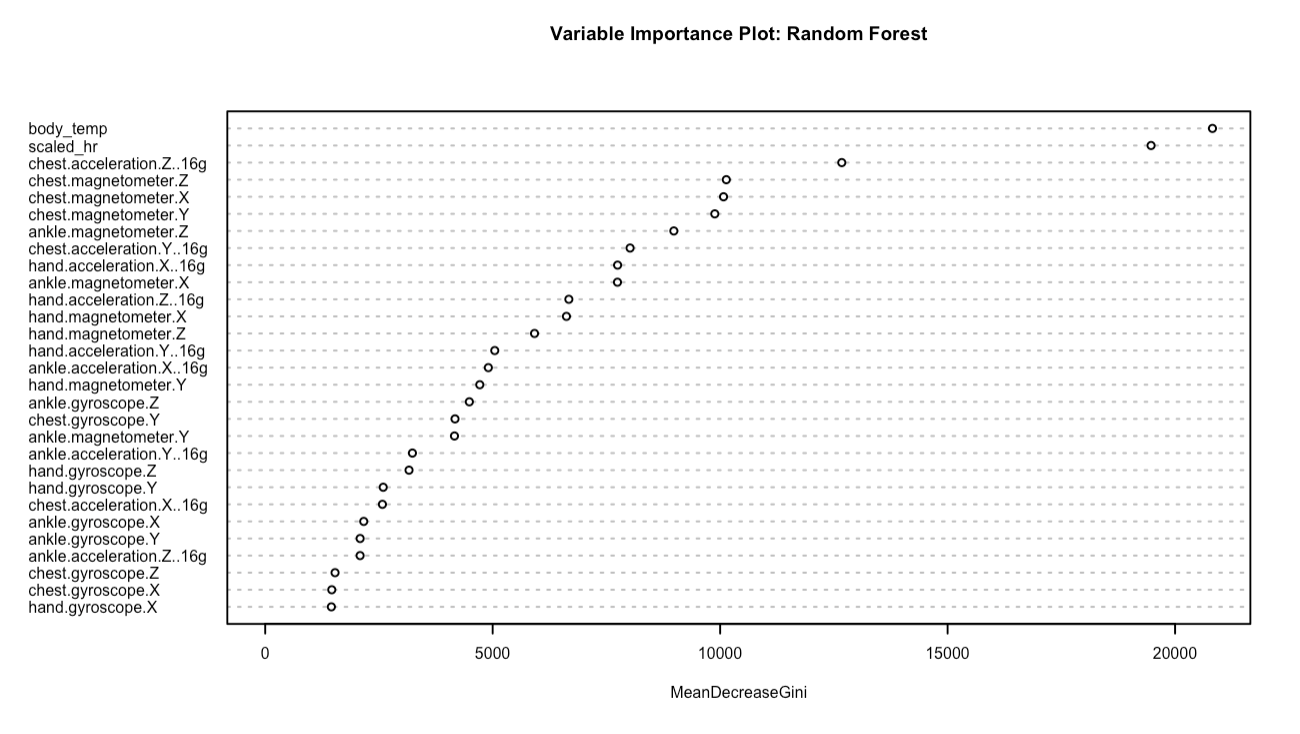 Variable Importance Plot: Random Forest
body_temp
scaled_hr
chest.acceleration.Z..16g
chest.magnetometer.Z
chest.magnetometer.X
chest.magnetometer.Y
ankle.magnetometer.Z
chest.acceleration.Y..16g
hand.acceleration.X..16g
ankle.magnetometer.X
hand.acceleration.Z..16g
hand.magnetometer.X
hand.magnetometer.Z
hand.acceleration.Y..16g
ankle.acceleration.X..16g
hand.magnetometer.Y
ankle.gyroscope.Z
chest.gyroscope.Y
ankle.magnetometer.Y
ankle.acceleration.Y..16g
hand.gyroscope.Z
hand.gyroscope.Y
chest.acceleration.X..16g
ankle.gyroscope.X
ankle.gyroscope.Y
ankle.acceleration.Z..16g
chest.gyroscope.Z
chest.gyroscope.X
hand.gyroscope.X
0 5000 10000 15000 20000
MeanDecreaseGini